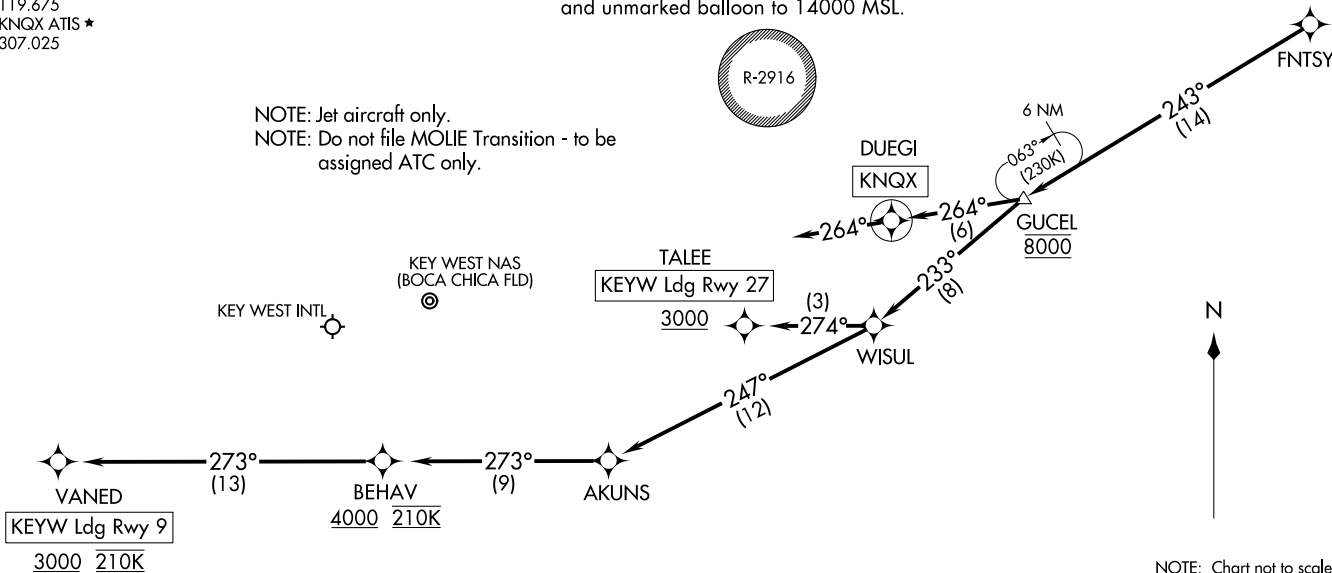 119.675
KNQX ATIS ★
307.025
and unmarked balloon to 14000 MSL.
R-2916
FNTSY
NOTE: Jet aircraft only.
NOTE: Do not file MOLIE Transition - to be
assigned ATC only.
243°
(14)
6 NM
063°
(230K)
DUEGI
KNQX
264°
264°
(6)
GUCEL
8000
KEY WEST NAS
(BOCA CHICA FLD)
KEY WEST INTL
TALEE
KEYW Ldg Rwy 27
3000
(3)
274°
233°
(8)
WISUL
N
247°
(12)
273°
(13)
273°
(9)
VANED
KEYW Ldg Rwy 9
3000 210K
BEHAV
4000 210K
AKUNS
NOTE: Chart not to scale